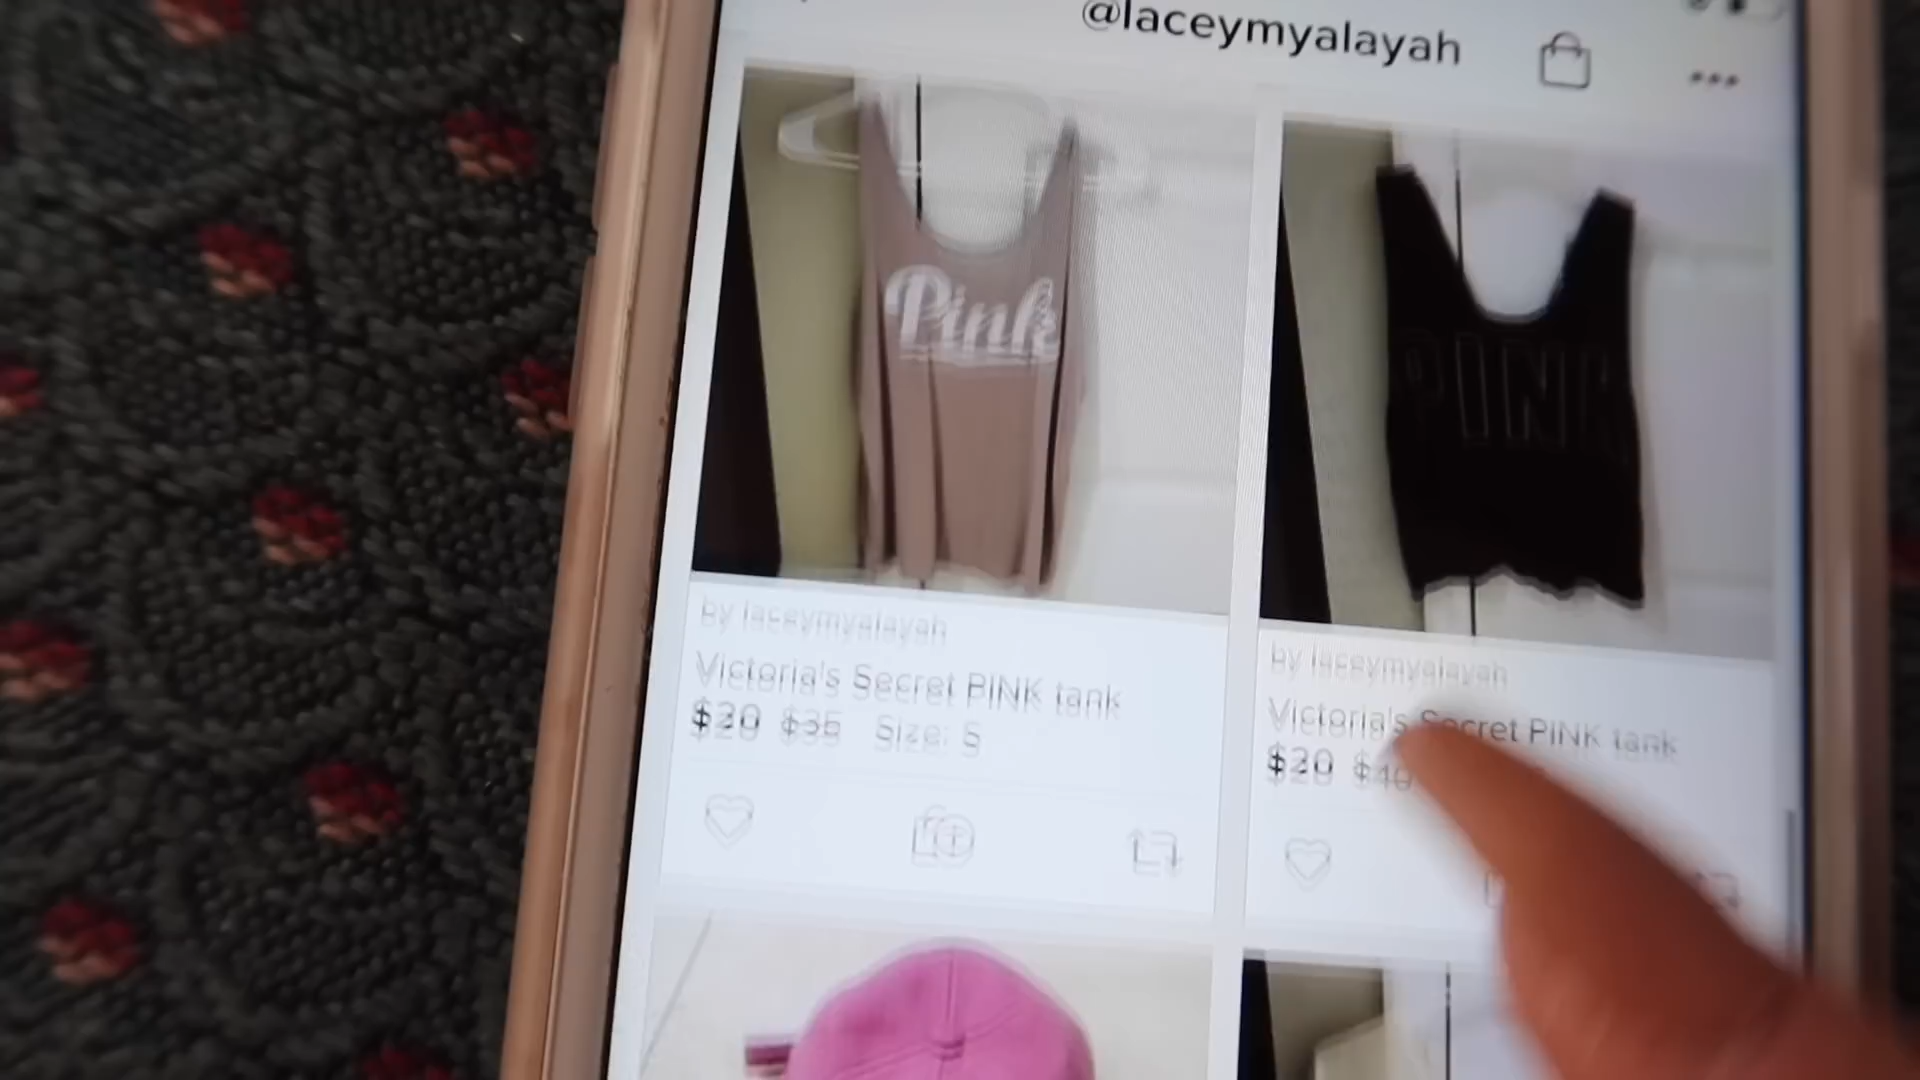 @laceymyalayah
Pink
PINK
by laceymyalayah
Victoria's Secret PINK tank
$20 $35 Size: S
by laceymyalayah
Victoria's Secret PINK tank
$20 $40